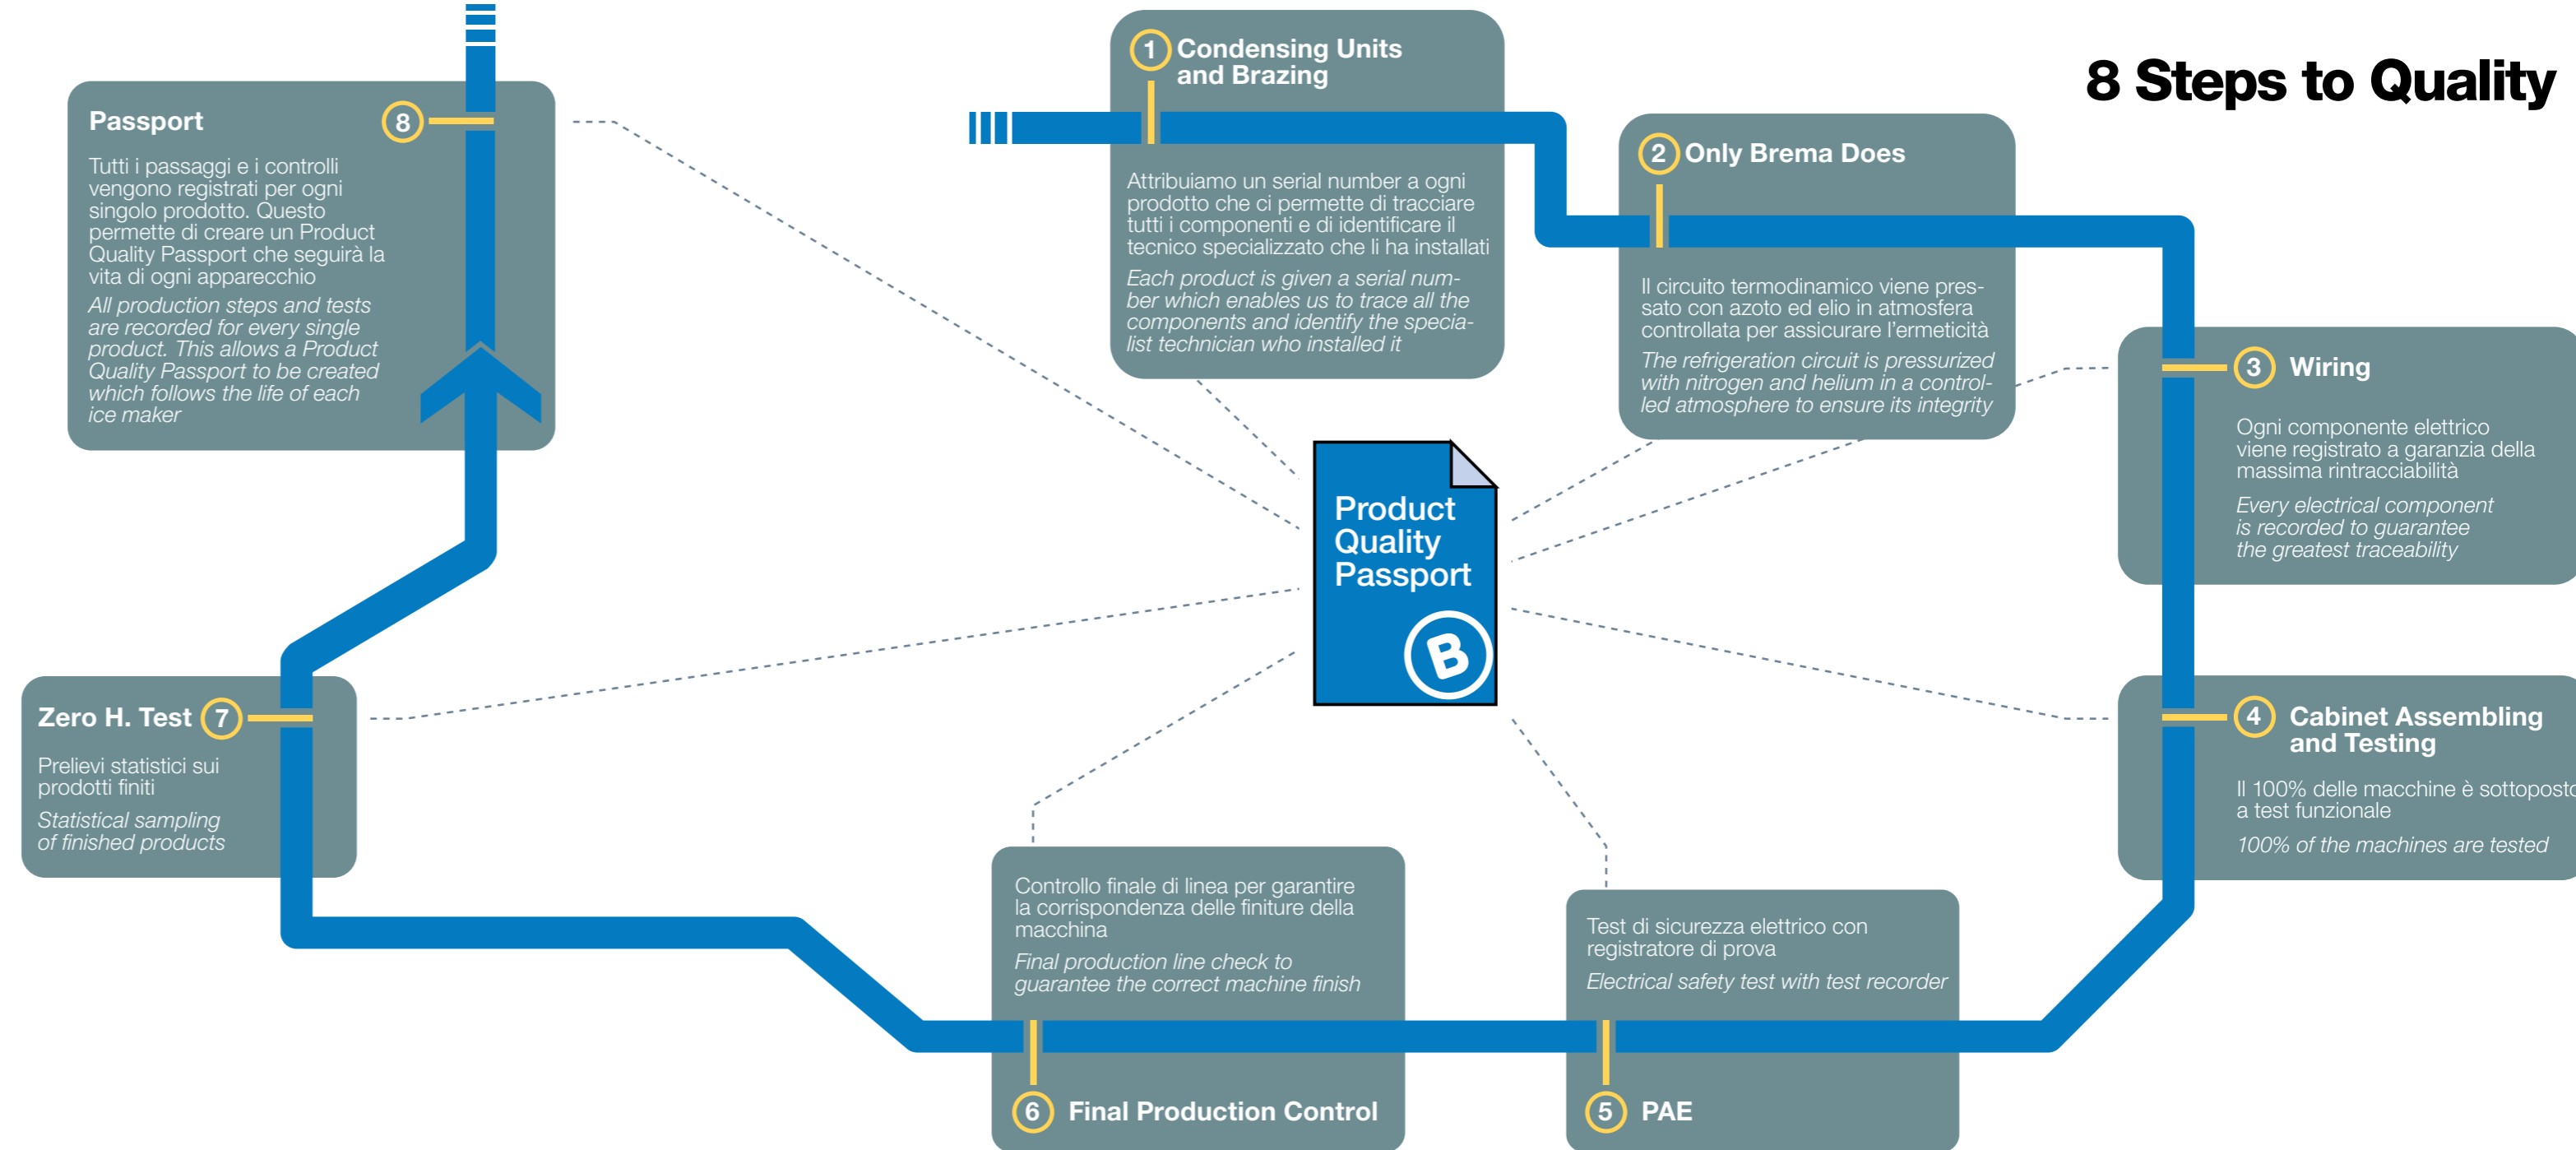 8 Steps to Quality
1 Condensing Units
and Brazing
Attribuiamo un serial number a ogni
prodotto che ci permette di tracciare
tutti i componenti e di identificare il
tecnico specializzato che li ha installati
Each product is given a serial num-
ber which enables us to trace all the
components and identify the specia-
list technician who installed it
2 Only Brema Does
Il circuito termodinamico viene pres-
sato con azoto ed elio in atmosfera
controllata per assicurare l'ermeticità
The refrigeration circuit is pressurized
with nitrogen and helium in a control-
led atmosphere to ensure its integrity
3 Wiring
Ogni componente elettrico
viene registrato a garanzia della
massima rintracciabilità
Every electrical component
is recorded to guarantee
the greatest traceability
4 Cabinet Assembling
and Testing
Il 100% delle macchine è sottoposto
a test funzionale
100% of the machines are tested
Test di sicurezza elettrico con
registratore di prova
Electrical safety test with test recorder
5 PAE
Controllo finale di linea per garantire
la corrispondenza delle finiture della
macchina
Final production line check to
guarantee the correct machine finish
6 Final Production Control
Zero H. Test 7
Prelievi statistici sui
prodotti finiti
Statistical sampling
of finished products
Passport 8
Tutti i passaggi e i controlli
vengono registrati per ogni
singolo prodotto. Questo
permette di creare un Product
Quality Passport che seguirà la
vita di ogni apparecchio
All production steps and tests
are recorded for every single
product. This allows a Product
Quality Passport to be created
which follows the life of each
ice maker
Product
Quality
Passport
B